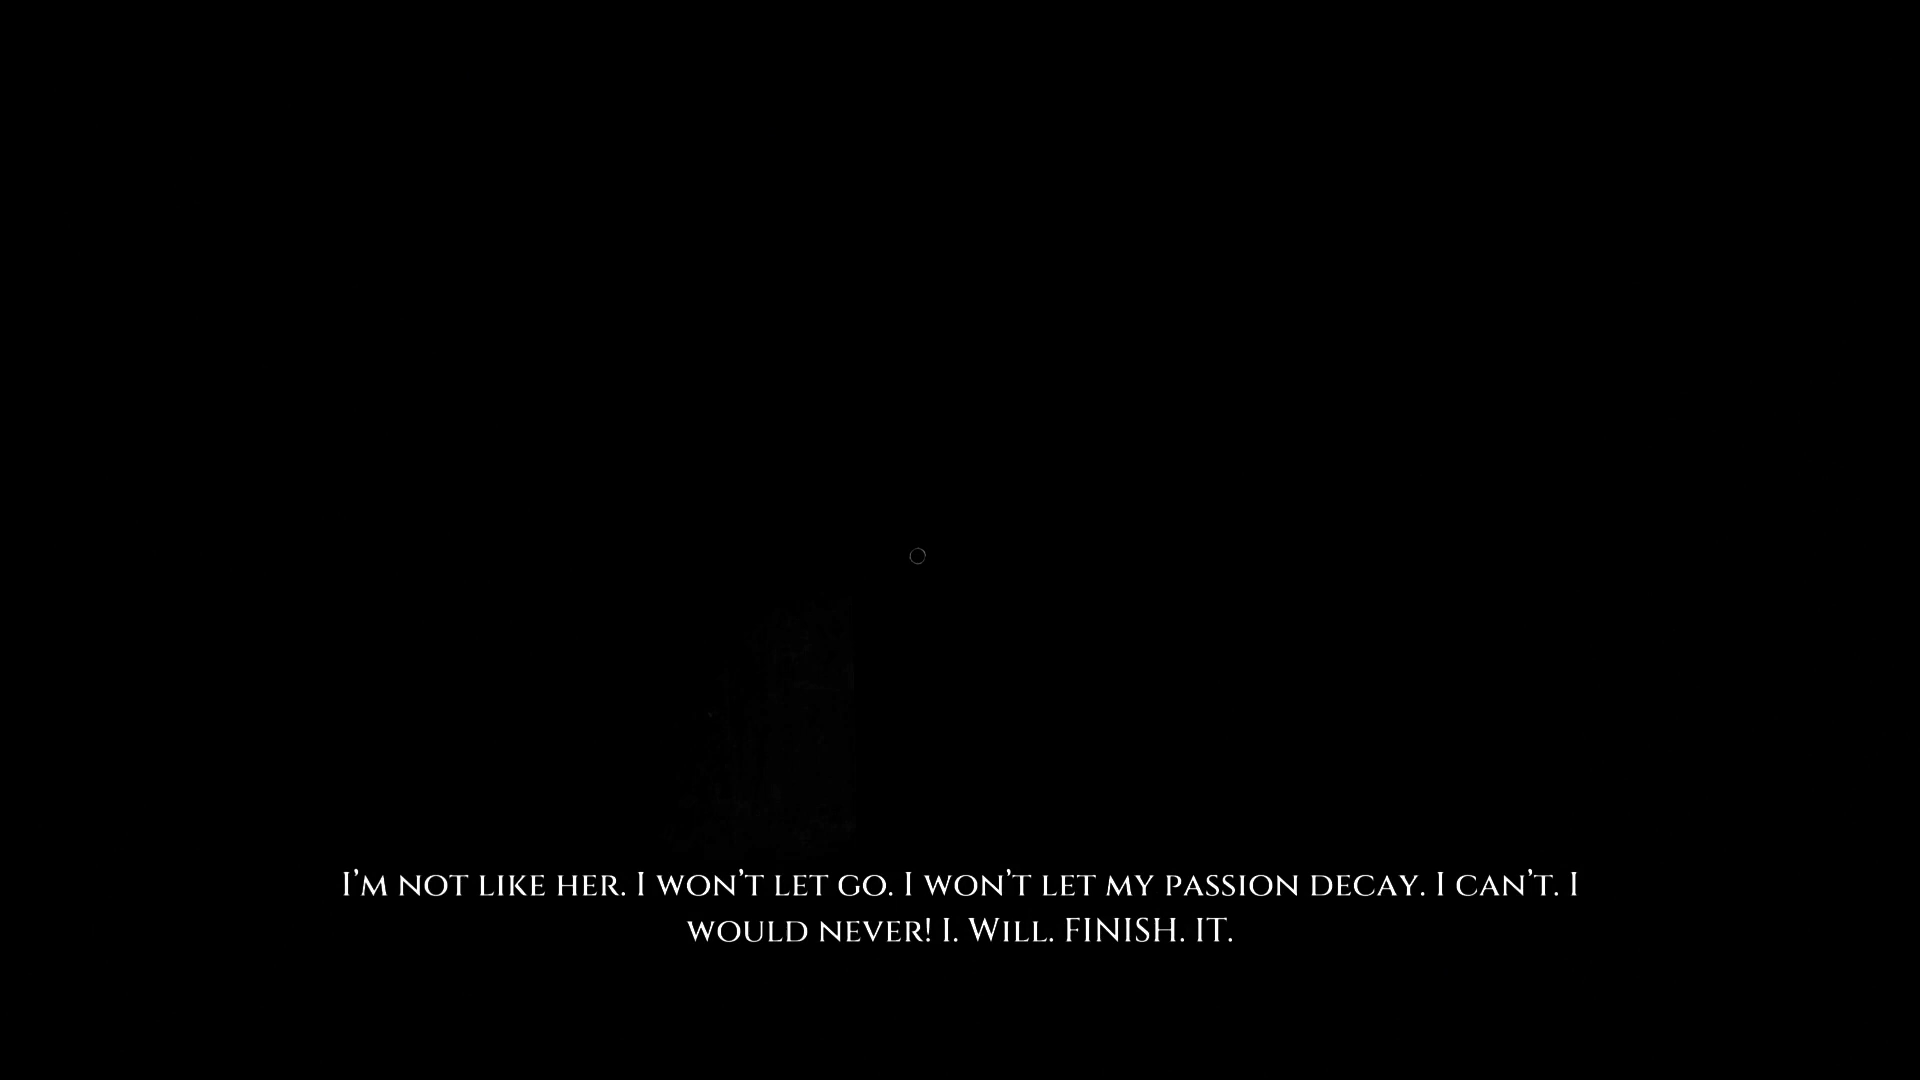 I'm not like her. I won't let go. I won't let my passion decay. I can't. I
would never! I. Will. FINISH. IT.